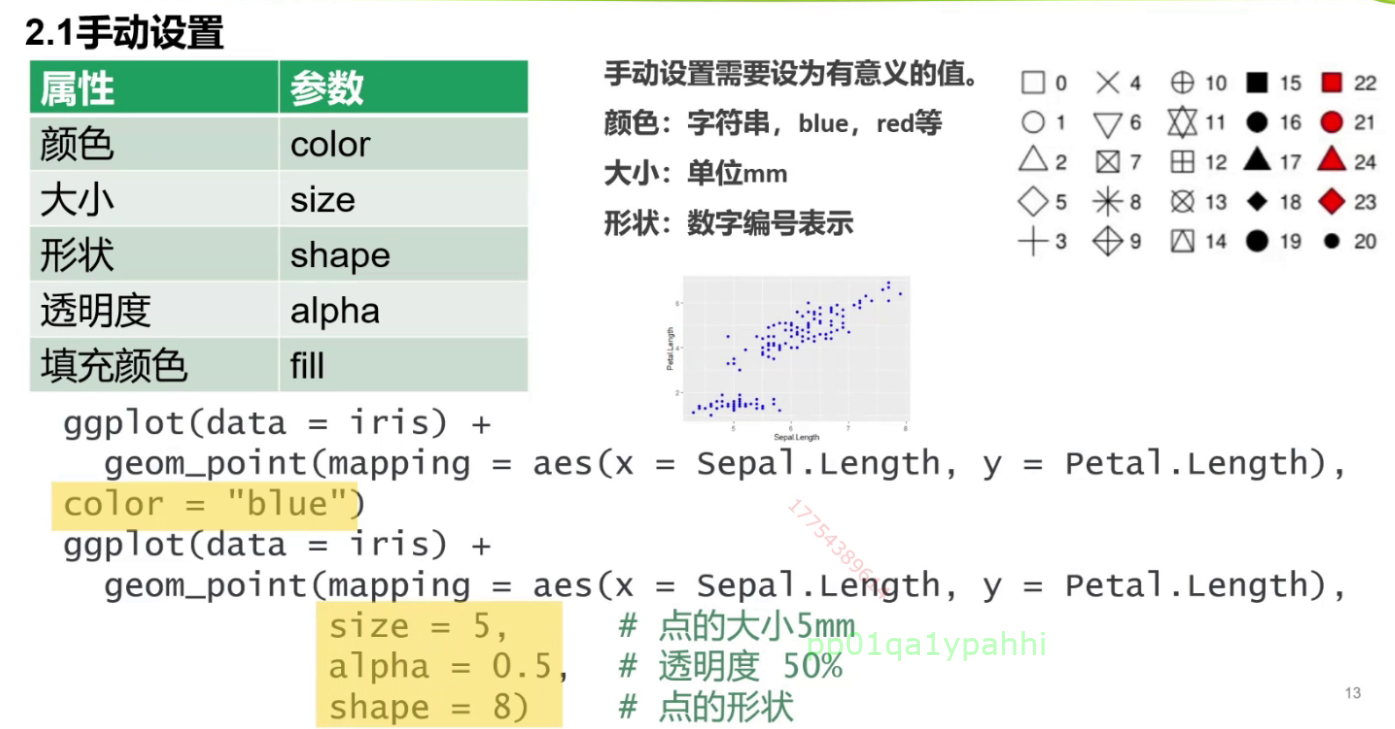 2.1手动设置
属性 参数
颜色 color
大小 size
形状 shape
透明度 alpha
填充颜色 fill
手动设置需要设为有意义的值。
颜色：字符串，blue，red等
大小：单位mm
形状：数字编号表示
0 4 10 15 22
1 6 11 16 21
2 7 12 17 24
5 8 13 18 23
3 9 14 19 20
Petal.Length
6
4
2
5 6 7 8
Sepal.Length
ggplot(data = iris) +
geom_point(mapping = aes(x = Sepal.Length, y = Petal.Length),
color = "blue")
ggplot(data = iris) +
geom_point(mapping = aes(x = Sepal.Length, y = Petal.Length),
size = 5, # 点的大小5mm
alpha = 0.5, # 透明度 50%
shape = 8) # 点的形状
pp01qa1ypahhi
13